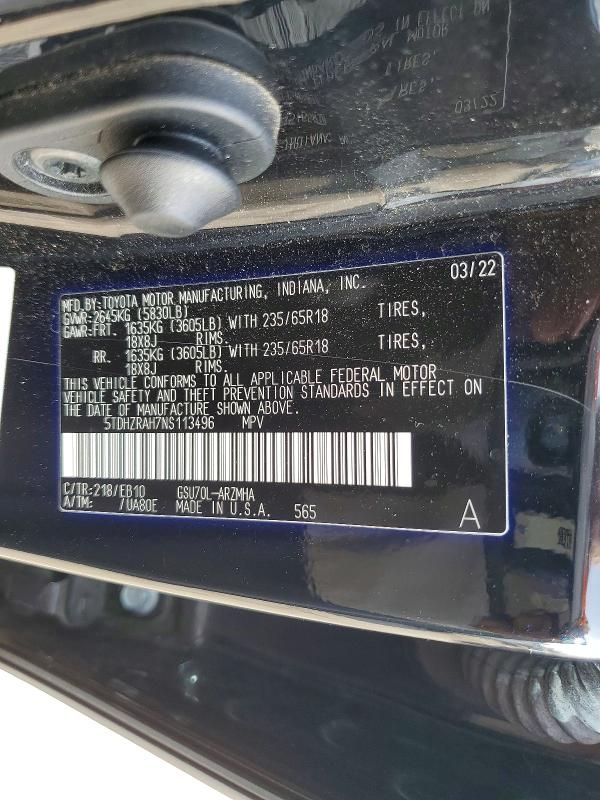 03/22
MFD.BY:TOYOTA MOTOR MANUFACTURING, INDIANA, INC.
GVWR:2645KG (5830LB)
GAWR:FRT. 1635KG (3605LB) WITH 235/65R18 TIRES,
18X8J RIMS.
RR. 1635KG (3605LB) WITH 235/65R18 TIRES,
18X8J RIMS.
THIS VEHICLE CONFORMS TO ALL APPLICABLE FEDERAL MOTOR
VEHICLE SAFETY AND THEFT PREVENTION STANDARDS IN EFFECT ON
THE DATE OF MANUFACTURE SHOWN ABOVE.
5TDHZRAH7NS113496 MPV
C/TR:218/EB10 GSU70L-ARZMHA
A/TM: /UA80E MADE IN U.S.A. 565 A